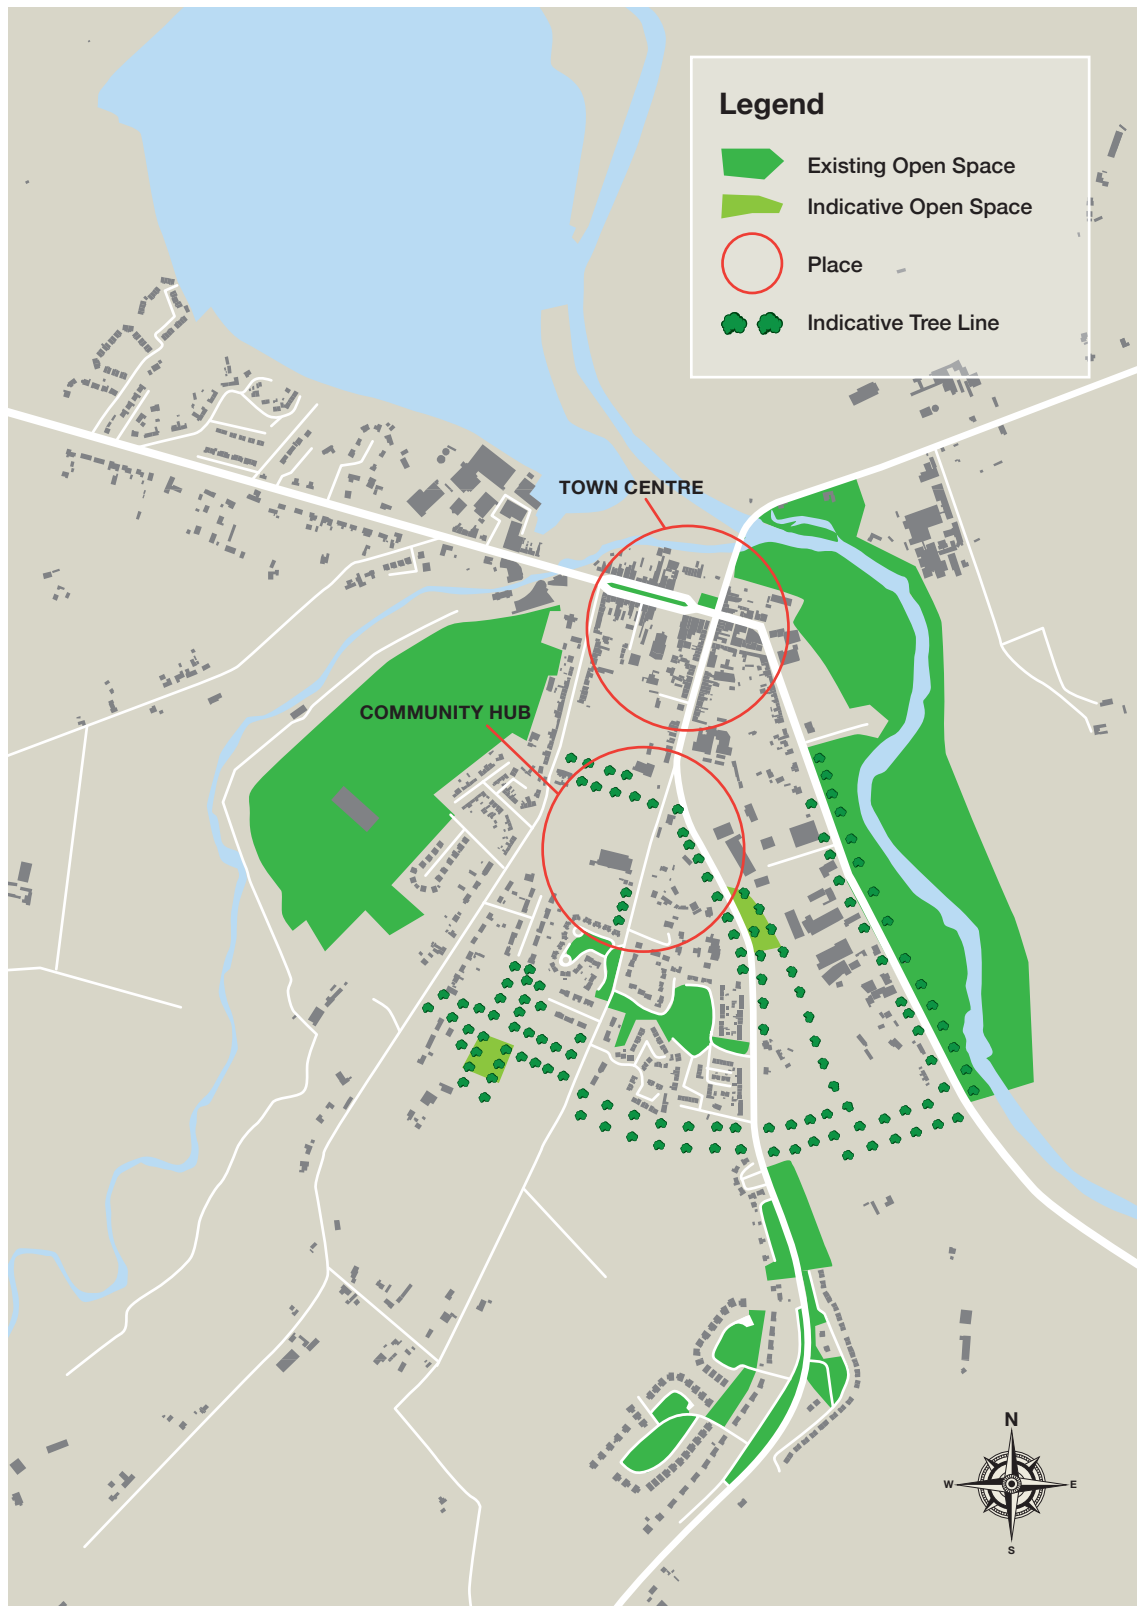 Legend
Existing Open Space
Indicative Open Space
Place
Indicative Tree Line
TOWN CENTRE
COMMUNITY HUB
N
W
E
S